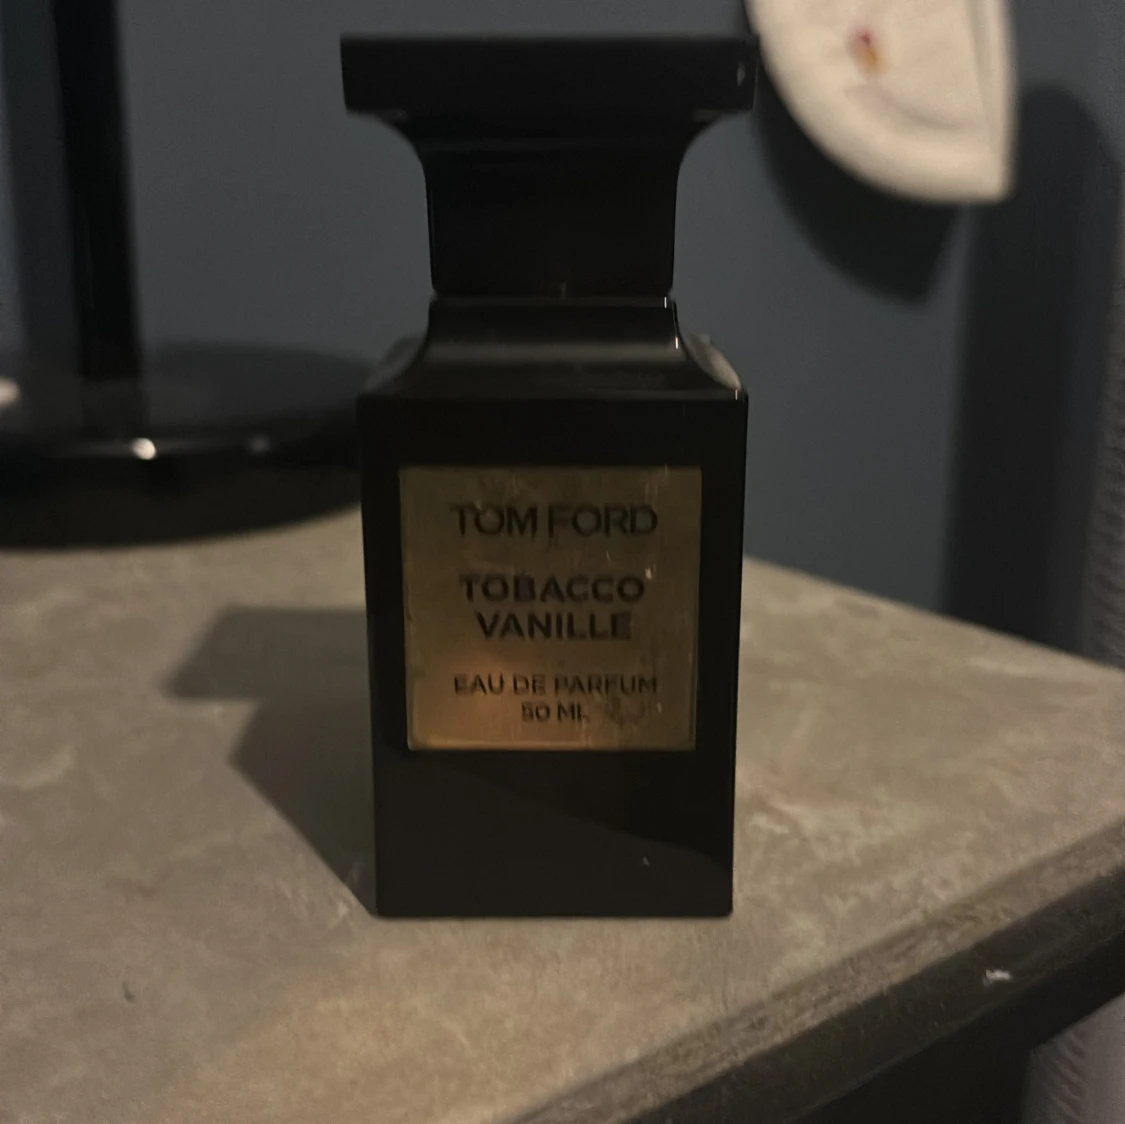 TOM FORD
TOBACCO
VANILLE
EAU DE PARFUM
50 ML